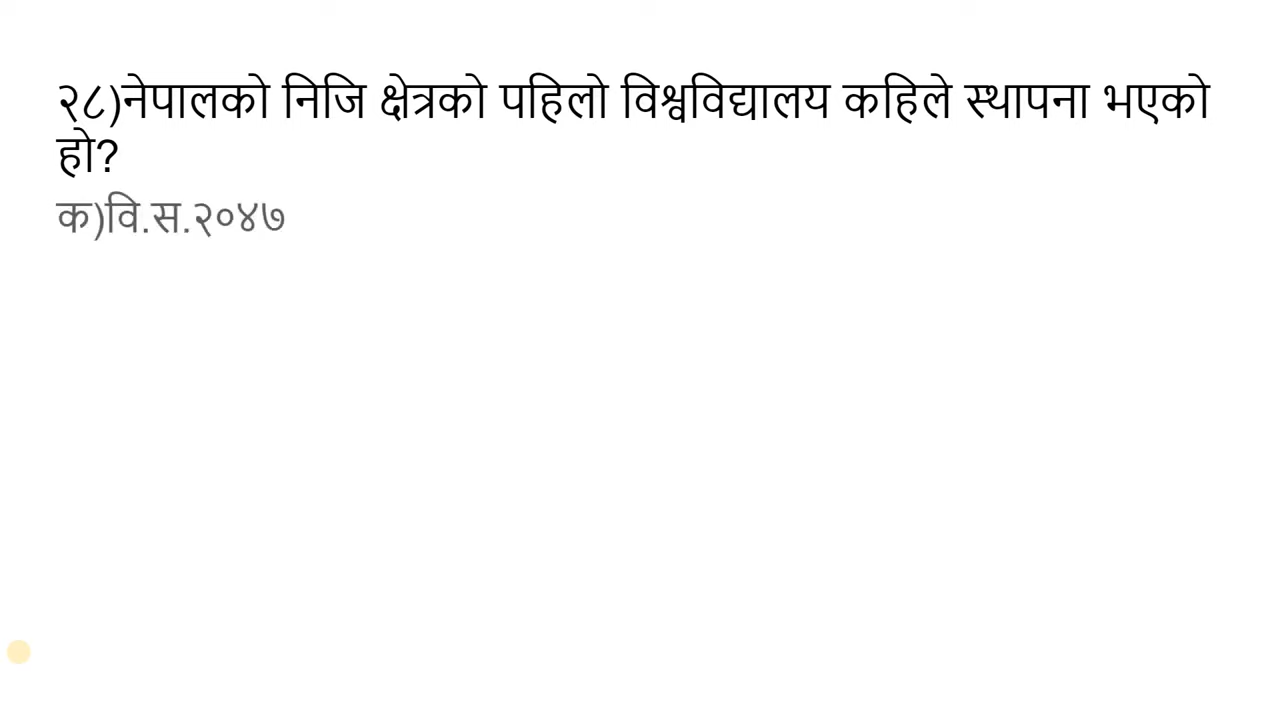 २८)नेपालको निजि क्षेत्रको पहिलो विश्वविद्यालय कहिले स्थापना भएको
हो?
क)वि.स.२०४७